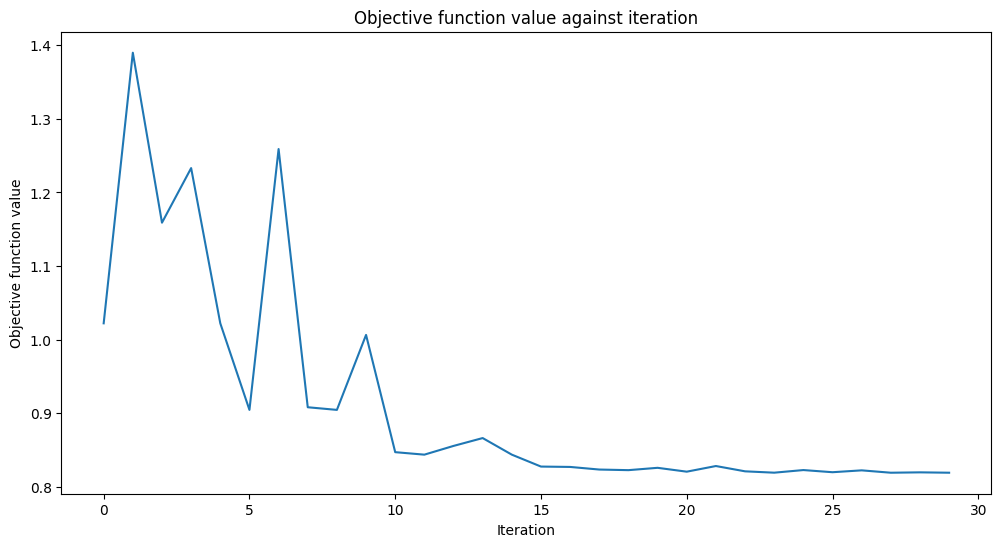 Objective function value against iteration
1.4
1.3
1.2
1.1
1.0
0.9
0.8
Objective function value
0 5 10 15 20 25 30
Iteration